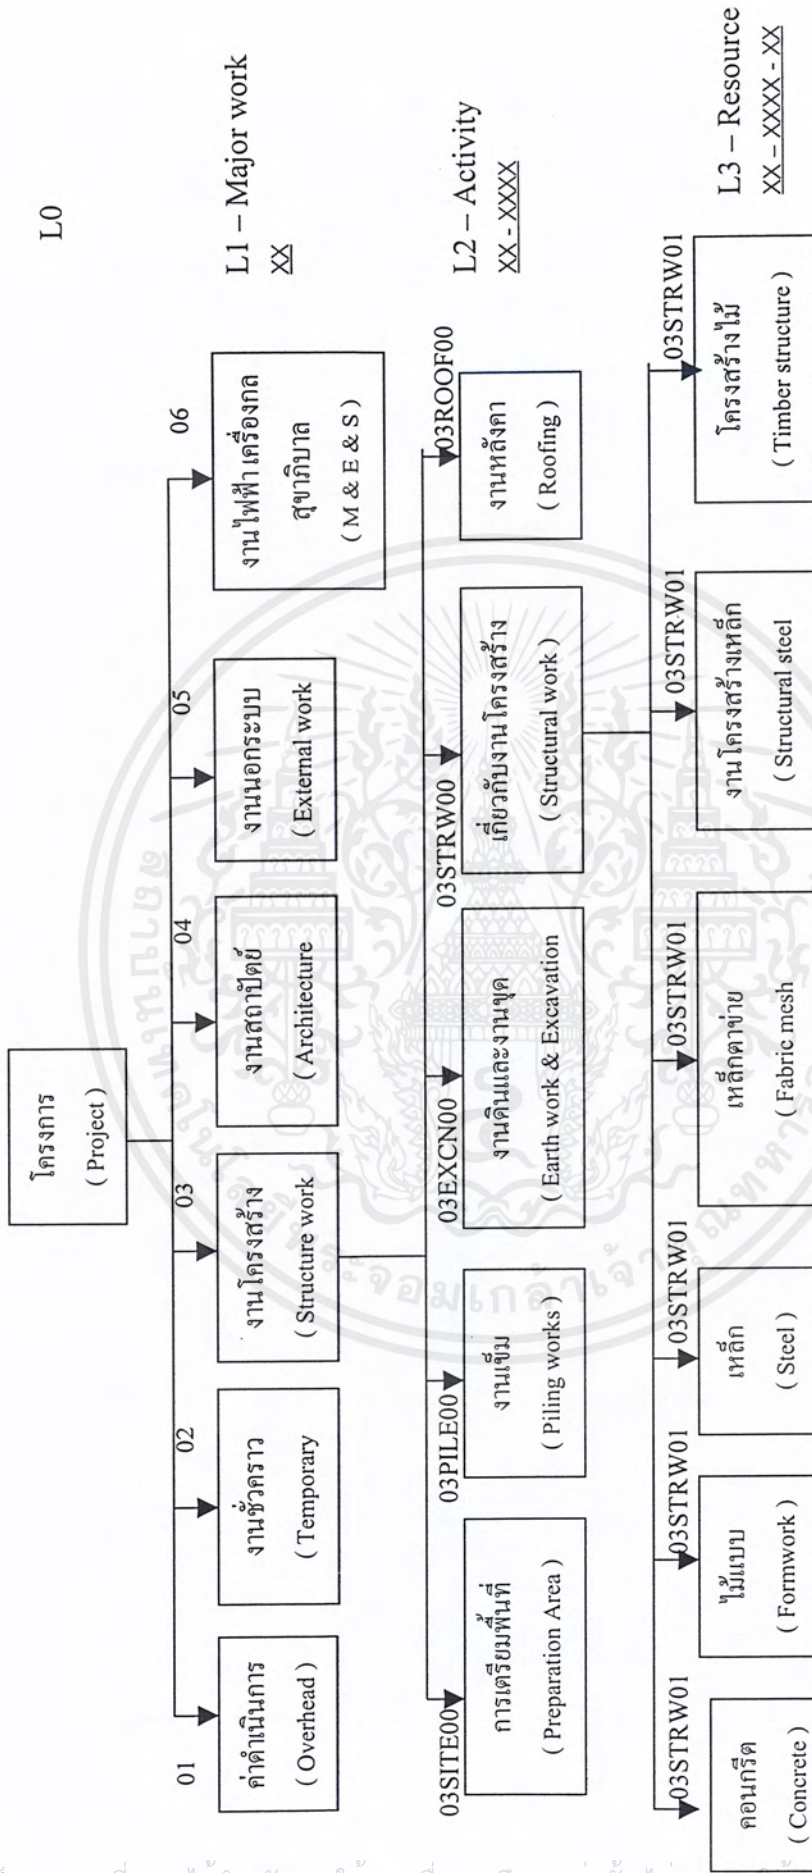 L0
โครงการ
( Project )
L1 – Major work
XX
01
02
03
04
05
06
ค่าดำเนินการ
( Overhead )
งานชั่วคราว
( Temporary
งานโครงสร้าง
( Structure work )
งานสถาปัตย์
( Architecture
งานนอกระบบ
( External work
งานไฟฟ้า เครื่องกล
สุขาภิบาล
( M & E & S )
L2 – Activity
XX - XXXX
03SITE00
03PILE00
03EXCN00
03STRW00
03ROOF00
การเตรียมพื้นที่
( Preparation Area )
งานเข็ม
( Piling works )
งานดินและงานขุด
( Earth work & Excavation
เกี่ยวกับงานโครงสร้าง
( Structural work )
งานหลังคา
( Roofing )
L3 – Resource
XX – XXXX - XX
03STRW01
03STRW01
03STRW01
03STRW01
03STRW01
03STRW01
คอนกรีต
( Concrete )
ไม้แบบ
( Formwork )
เหล็ก
( Steel )
เหล็กตาข่าย
( Fabric mesh
งานโครงสร้างเหล็ก
( Structural steel
โครงสร้างไม้
( Timber structure )